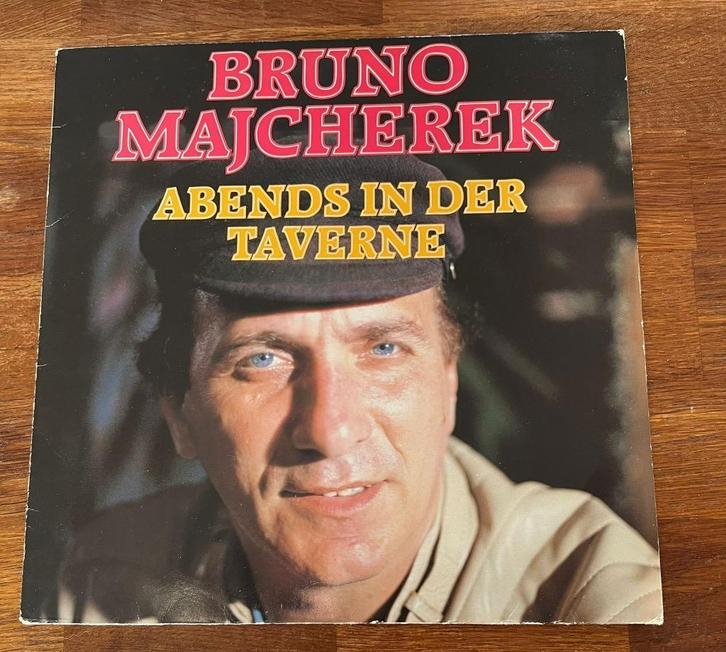 BRUNO
MAJCHEREK
ABENDS IN DER
TAVERNE